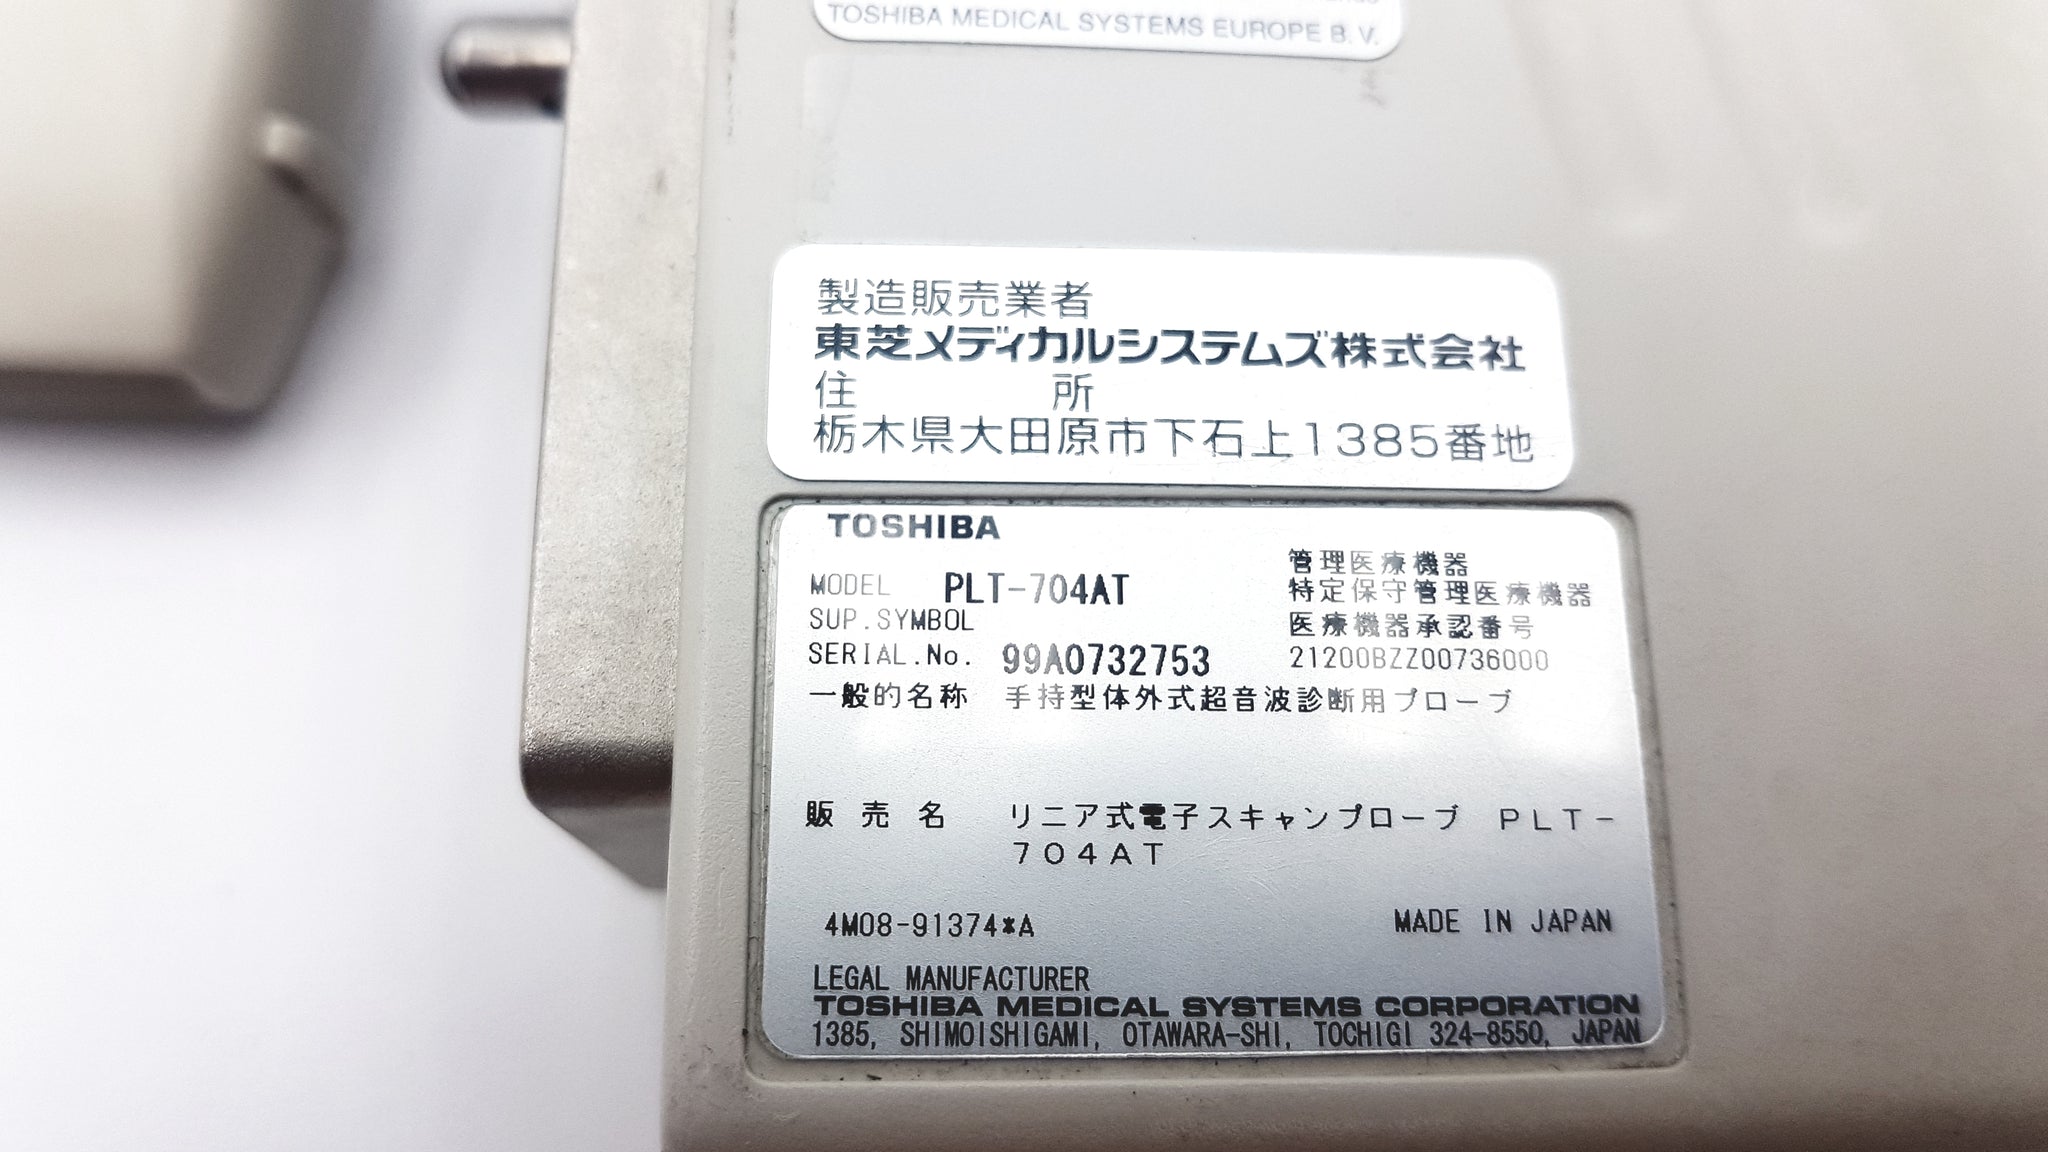 TOSHIBA MEDICAL SYSTEMS EUROPE B.V.
製造販売業者
東芝メディカルシステムズ株式会社
住 所
栃木県大田原市下石上1385番地
TOSHIBA
MODEL PLT-704AT
SUP.SYMBOL
SERIAL.No. 99A0732753
管理医療機器
特定保守管理医療機器
医療機器承認番号
21200BZZ00736000
一般的名称 手持型体外式超音波診断用プローブ
販 売 名 リニア式電子スキャンプローブ PLT-
704AT
4M08-91374*A
MADE IN JAPAN
LEGAL MANUFACTURER
TOSHIBA MEDICAL SYSTEMS CORPORATION
1385, SHIMOISHIGAMI, OTAWARA-SHI, TOCHIGI 324-8550, JAPAN